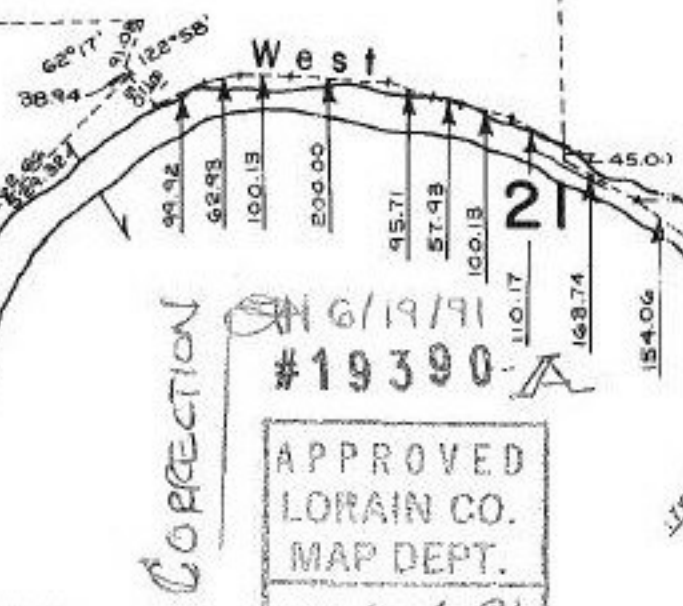 62°17'
122°58'
38.94
West
99.92
62.93
100.13
200.00
95.71
57.93
100.13
110.17
168.74
154.06
45.00
21
6/19/91
#19390-A
CORRECTION
APPROVED
LORAIN CO.
MAP DEPT.